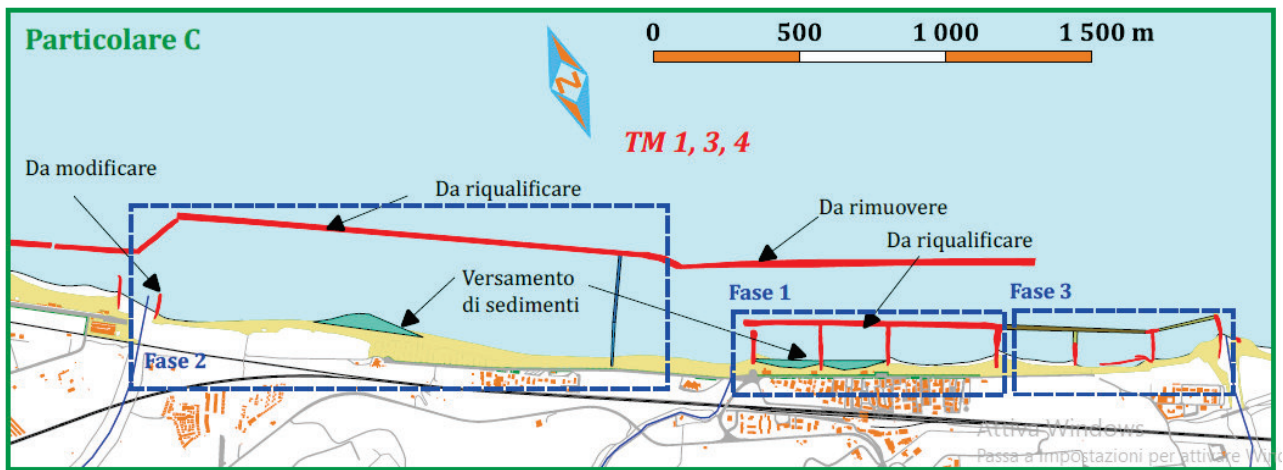 Particolare C
0 500 1 000 1 500 m
N
TM 1, 3, 4
Da modificare
Da riqualificare
Da rimuovere
Da riqualificare
Versamento
di sedimenti
Fase 1
Fase 3
Fase 2
Attiva Windows
Passa a Impostazioni per attivare Wind